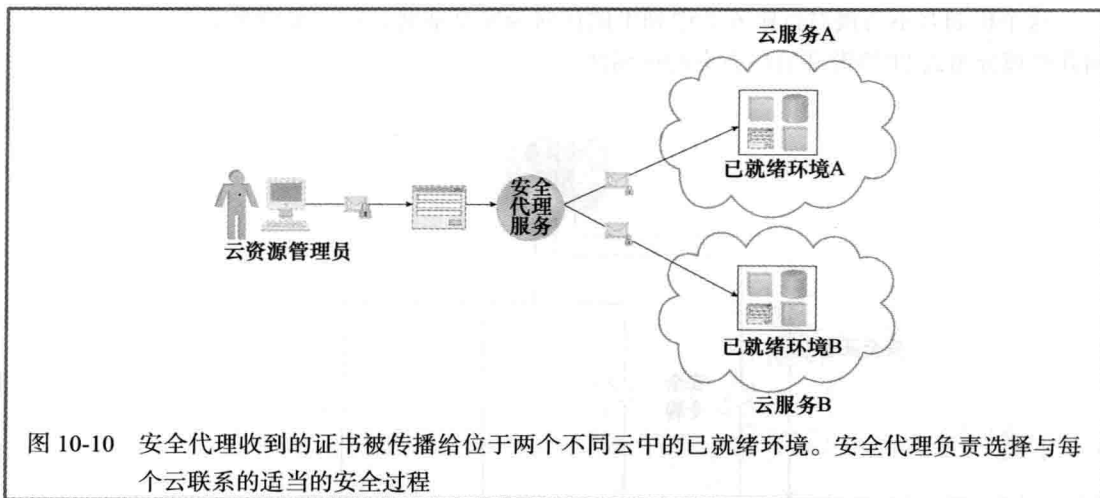 云服务A
已就绪环境A
安全
代理
服务
云资源管理员
已就绪环境B
云服务B
图 10-10 安全代理收到的证书被传播给位于两个不同云中的已就绪环境。安全代理负责选择与每
个云联系的适当的安全过程